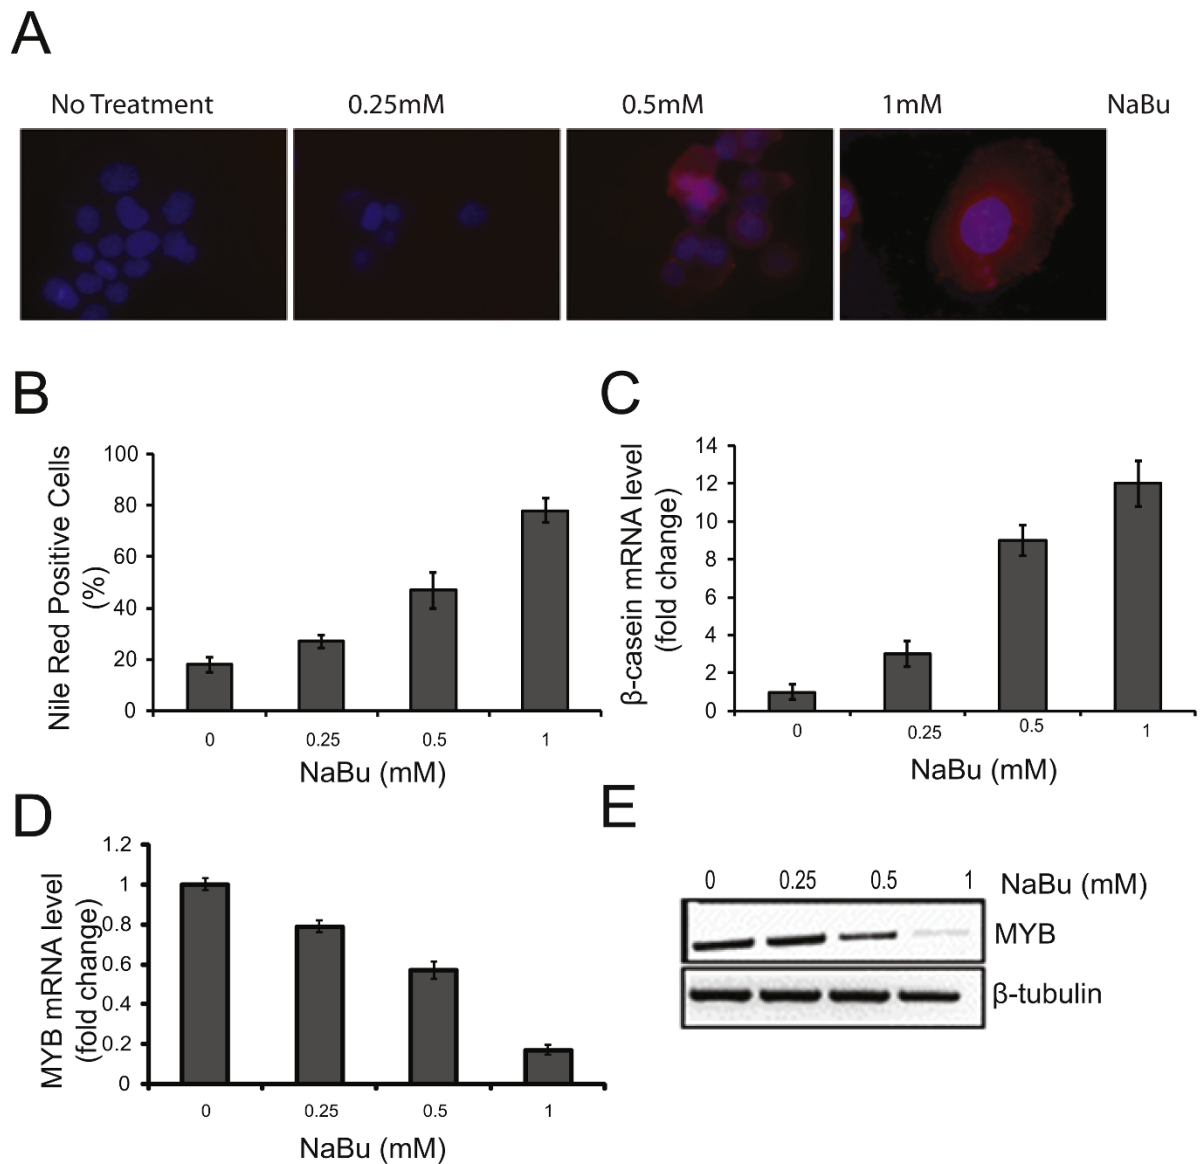 A
No Treatment 0.25mM 0.5mM 1mM NaBu
B
Nile Red Positive Cells
(%)
100
80
60
40
20
0
0 0.25 0.5 1
NaBu (mM)
C
β-casein mRNA level
(fold change)
14
12
10
8
6
4
2
0
0 0.25 0.5 1
NaBu (mM)
D
MYB mRNA level
(fold change)
1.2
1
0.8
0.6
0.4
0.2
0
0 0.25 0.5 1
NaBu (mM)
E
0 0.25 0.5 1 NaBu (mM)
MYB
β-tubulin